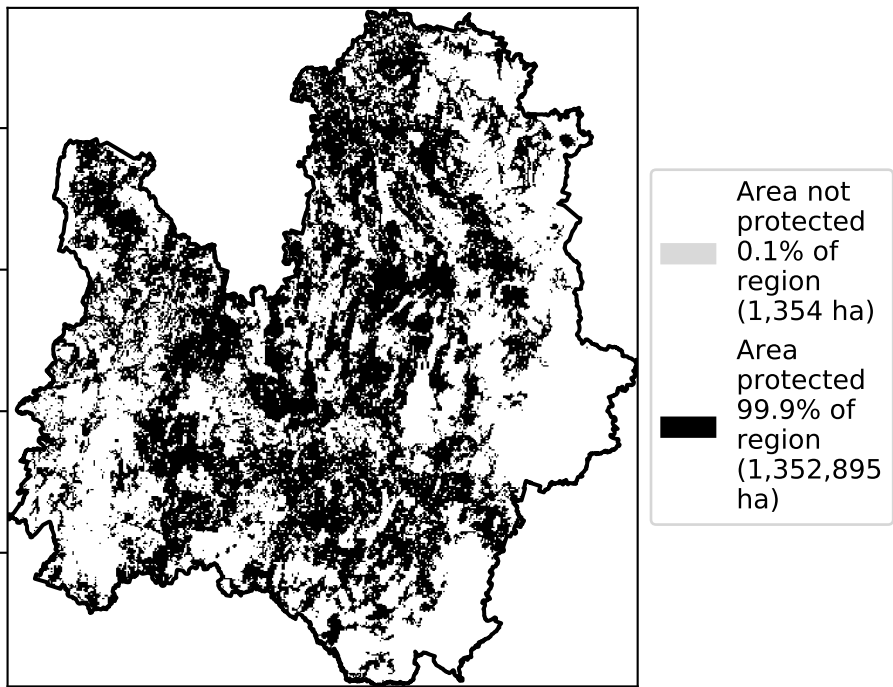 Area not
protected
0.1% of
region
(1,354 ha)
Area
protected
99.9% of
region
(1,352,895
ha)